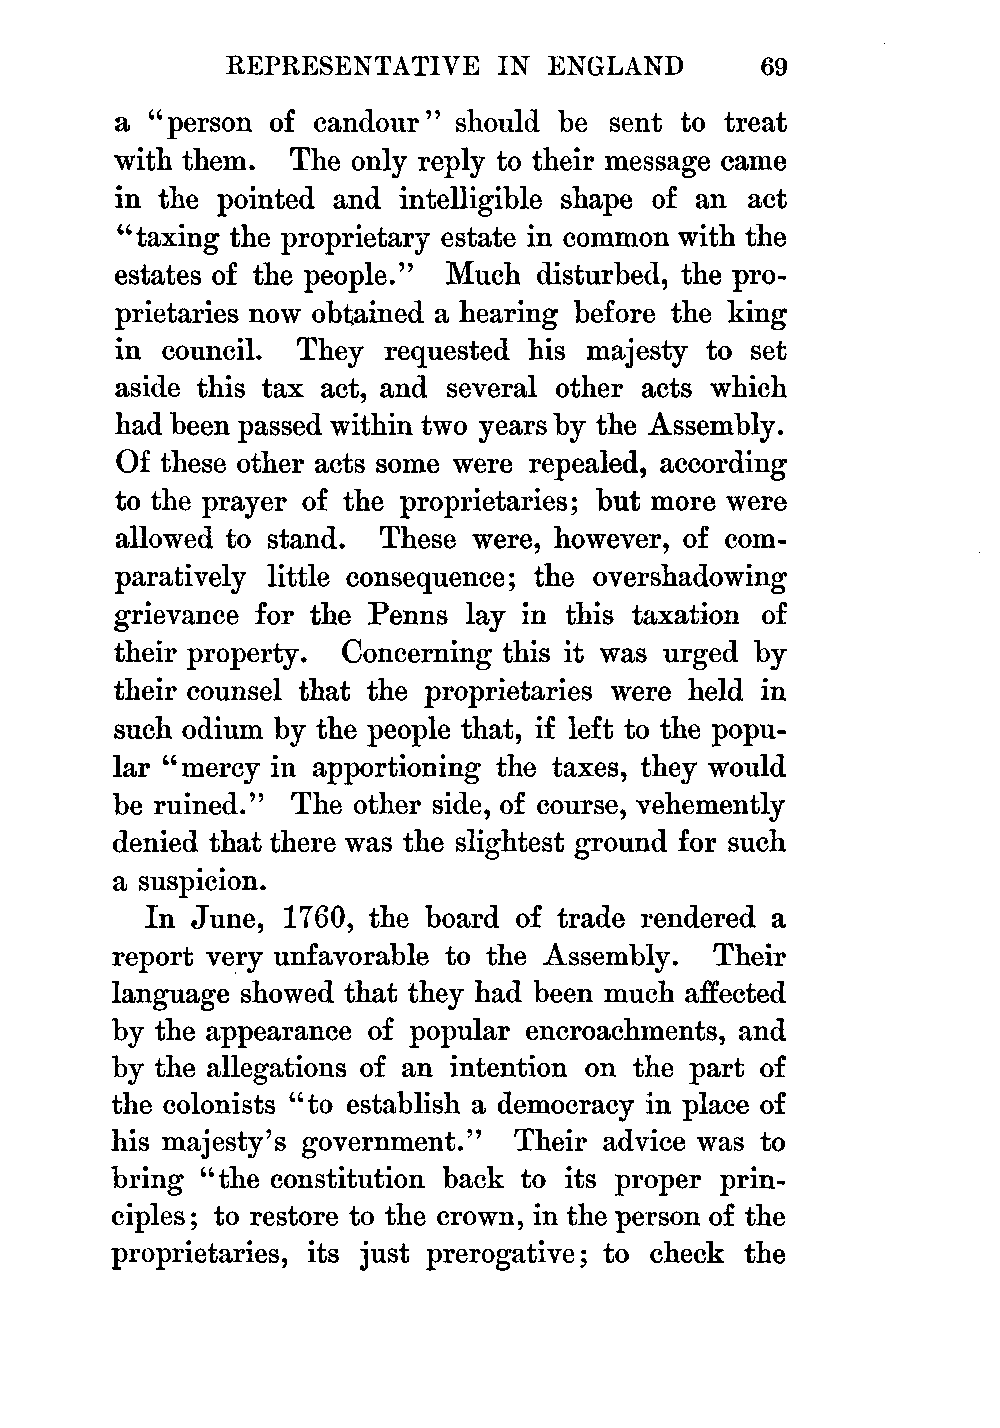 REPRESENTATIVE IN ENGLAND 69
a "person of candour" should be sent to treat
with them. The only reply to their message came
in the pointed and intelligible shape of an act
"taxing the proprietary estate in common with the
estates of the people." Much disturbed, the pro-
prietaries now obtained a hearing before the king
in council. They requested his majesty to set
aside this tax act, and several other acts which
had been passed within two years by the Assembly.
Of these other acts some were repealed, according
to the prayer of the proprietaries; but more were
allowed to stand. These were, however, of com-
paratively little consequence; the overshadowing
grievance for the Penns lay in this taxation of
their property. Concerning this it was urged by
their counsel that the proprietaries were held in
such odium by the people that, if left to the popu-
lar "mercy in apportioning the taxes, they would
be ruined." The other side, of course, vehemently
denied that there was the slightest ground for such
a suspicion.
In June, 1760, the board of trade rendered a
report very unfavorable to the Assembly. Their
language showed that they had been much affected
by the appearance of popular encroachments, and
by the allegations of an intention on the part of
the colonists "to establish a democracy in place of
his majesty's government." Their advice was to
bring "the constitution back to its proper prin-
ciples; to restore to the crown, in the person of the
proprietaries, its just prerogative; to check the